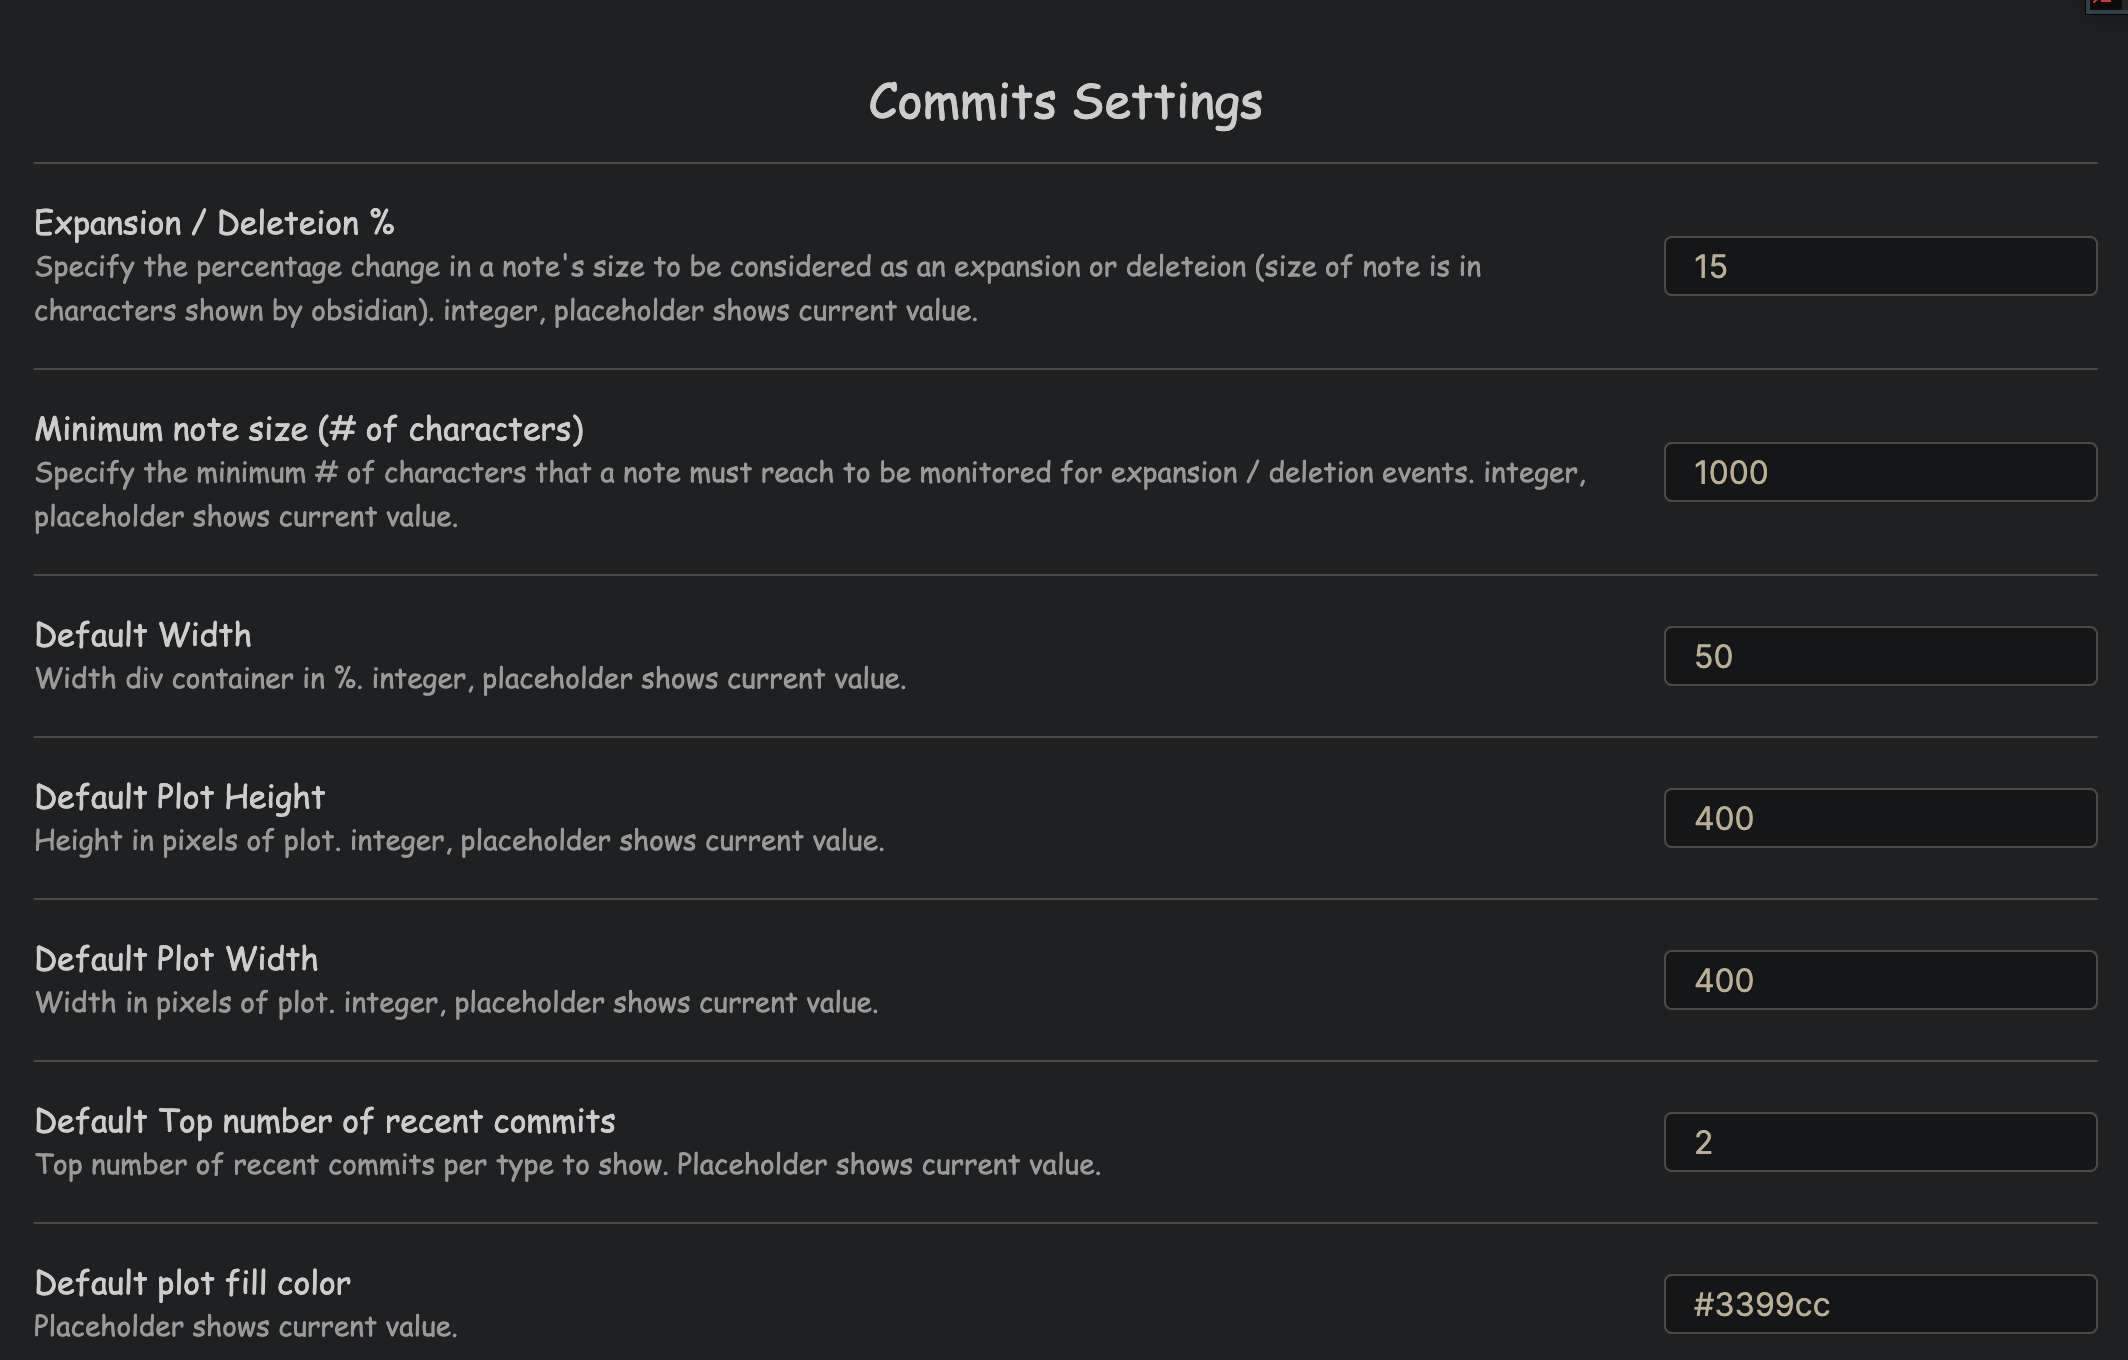 Commits Settings
Expansion / Deleteion %
Specify the percentage change in a note's size to be considered as an expansion or deleteion (size of note is in
characters shown by obsidian). integer, placeholder shows current value.
15
Minimum note size (# of characters)
Specify the minimum # of characters that a note must reach to be monitored for expansion / deletion events. integer,
placeholder shows current value.
1000
Default Width
Width div container in %. integer, placeholder shows current value.
50
Default Plot Height
Height in pixels of plot. integer, placeholder shows current value.
400
Default Plot Width
Width in pixels of plot. integer, placeholder shows current value.
400
Default Top number of recent commits
Top number of recent commits per type to show. Placeholder shows current value.
2
Default plot fill color
Placeholder shows current value.
#3399cc